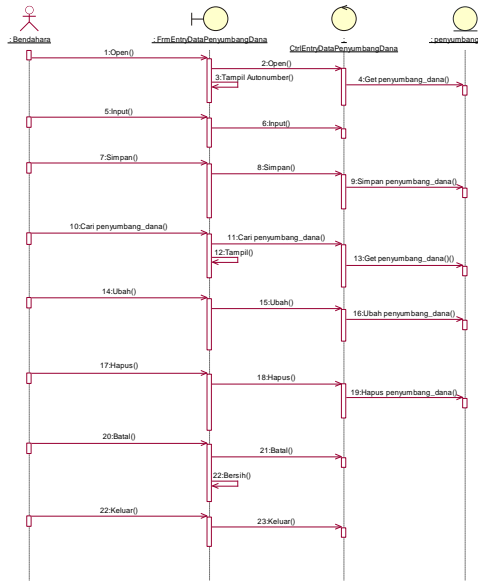 : Bendahara
: FrmEntryDataPenyumbangDana
:
CtrlEntryDataPenyumbangDana
: penyumbang
1:Open()
2:Open()
3:Tampil Autonumber()
4:Get penyumbang_dana()
5:Input()
6:Input()
7:Simpan()
8:Simpan()
9:Simpan penyumbang_dana()
10:Cari penyumbang_dana()
11:Cari penyumbang_dana()
12:Tampil()
13:Get penyumbang_dana()()
14:Ubah()
15:Ubah()
16:Ubah penyumbang_dana()
17:Hapus()
18:Hapus()
19:Hapus penyumbang_dana()
20:Batal()
21:Batal()
22:Bersih()
22:Keluar()
23:Keluar()